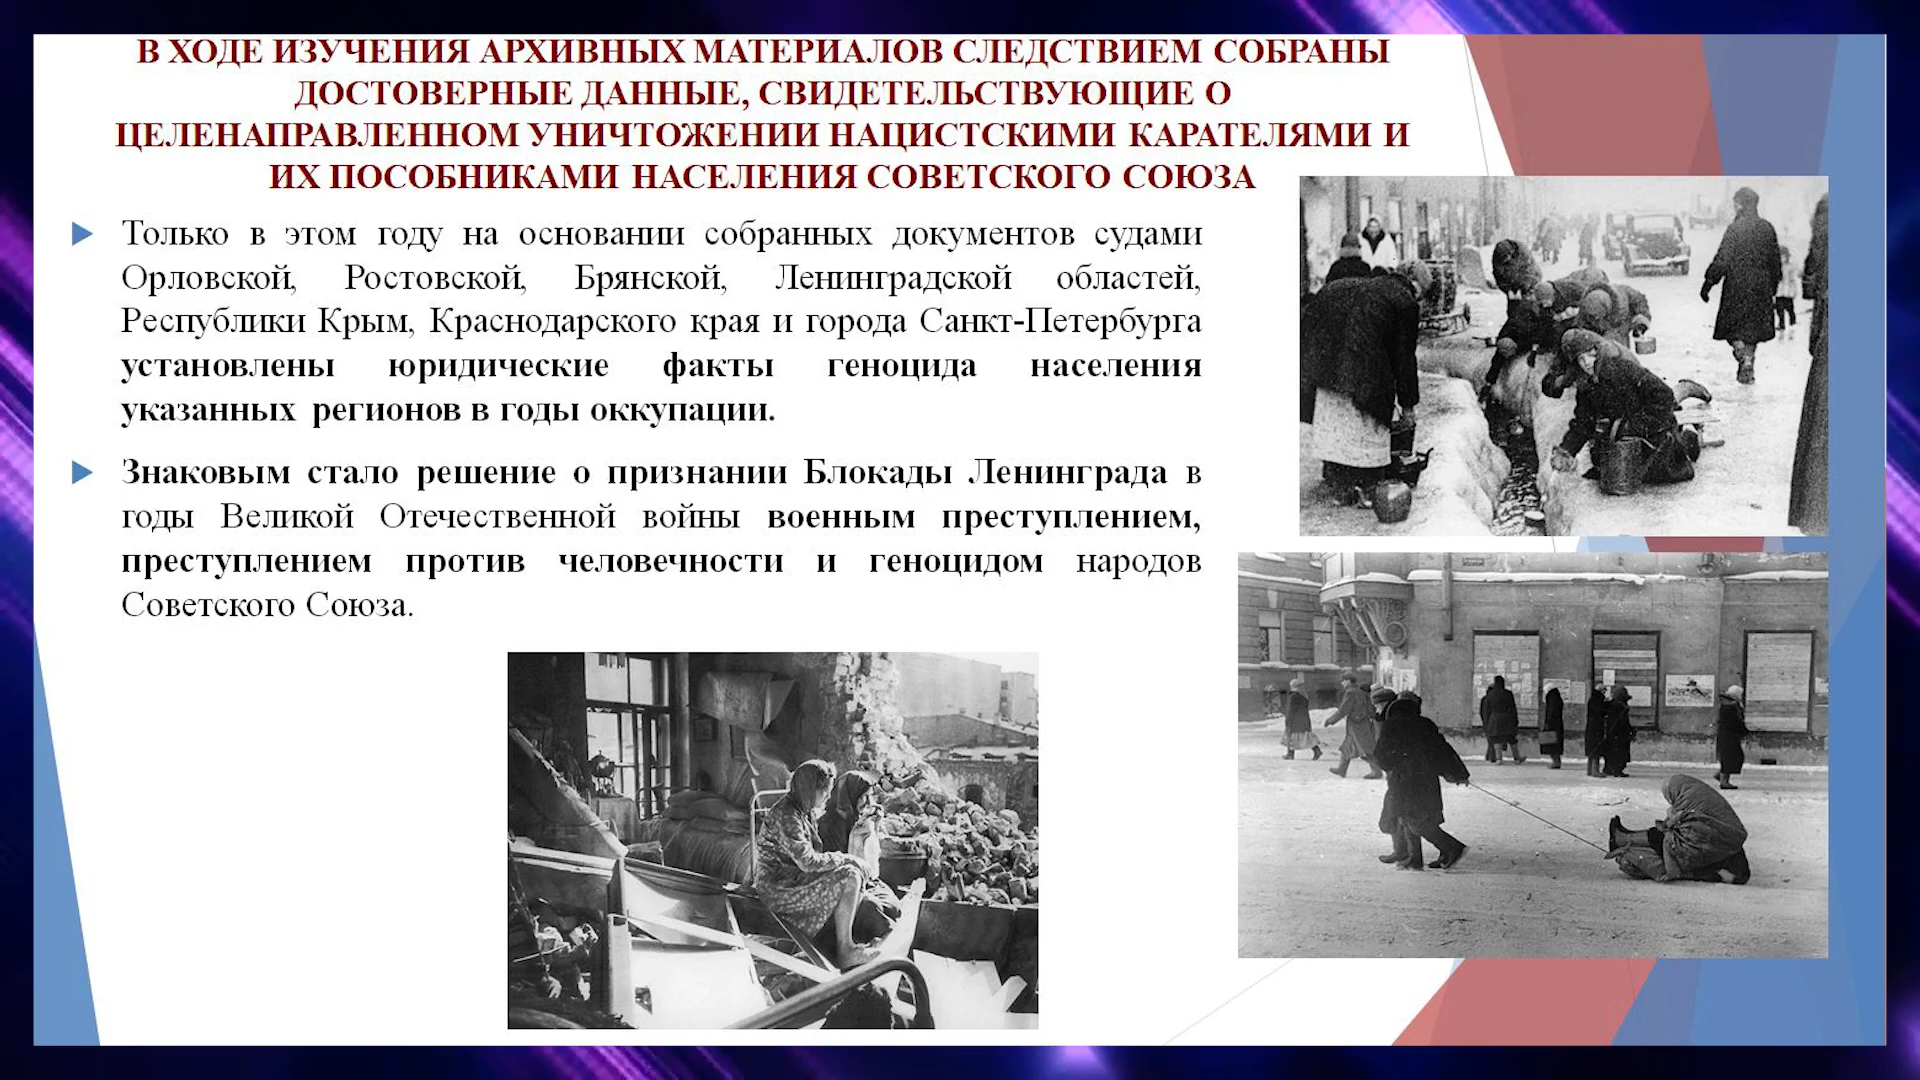 В ХОДЕ ИЗУЧЕНИЯ АРХИВНЫХ МАТЕРИАЛОВ СЛЕДСТВИЕМ СОБРАНЫ
ДОСТОВЕРНЫЕ ДАННЫЕ, СВИДЕТЕЛЬСТВУЮЩИЕ О
ЦЕЛЕНАПРАВЛЕННОМ УНИЧТОЖЕНИИ НАЦИСТСКИМИ КАРАТЕЛЯМИ И
ИХ ПОСОБНИКАМИ НАСЕЛЕНИЯ СОВЕТСКОГО СОЮЗА
Только в этом году на основании собранных документов судами
Орловской, Ростовской, Брянской, Ленинградской областей,
Республики Крым, Краснодарского края и города Санкт-Петербурга
установлены юридические факты геноцида населения
указанных регионов в годы оккупации.
Знаковым стало решение о признании Блокады Ленинграда в
годы Великой Отечественной войны военным преступлением,
преступлением против человечности и геноцидом народов
Советского Союза.